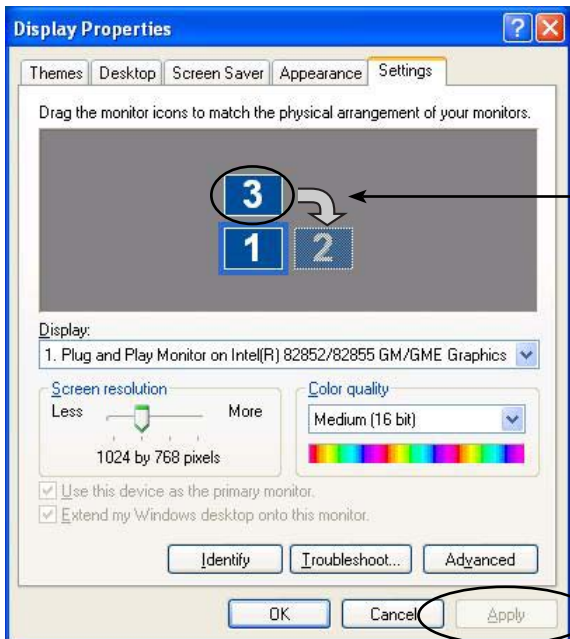 Display Properties
Themes Desktop Screen Saver Appearance Settings
Drag the monitor icons to match the physical arrangement of your monitors.
3
1 2
Display:
1. Plug and Play Monitor on Intel(R) 82852/82855 GM/GME Graphics
Screen resolution
Less More
1024 by 768 pixels
Color quality
Medium (16 bit)
Use this device as the primary monitor.
Extend my Windows desktop onto this monitor.
Identify Troubleshoot... Advanced
OK Cancel Apply